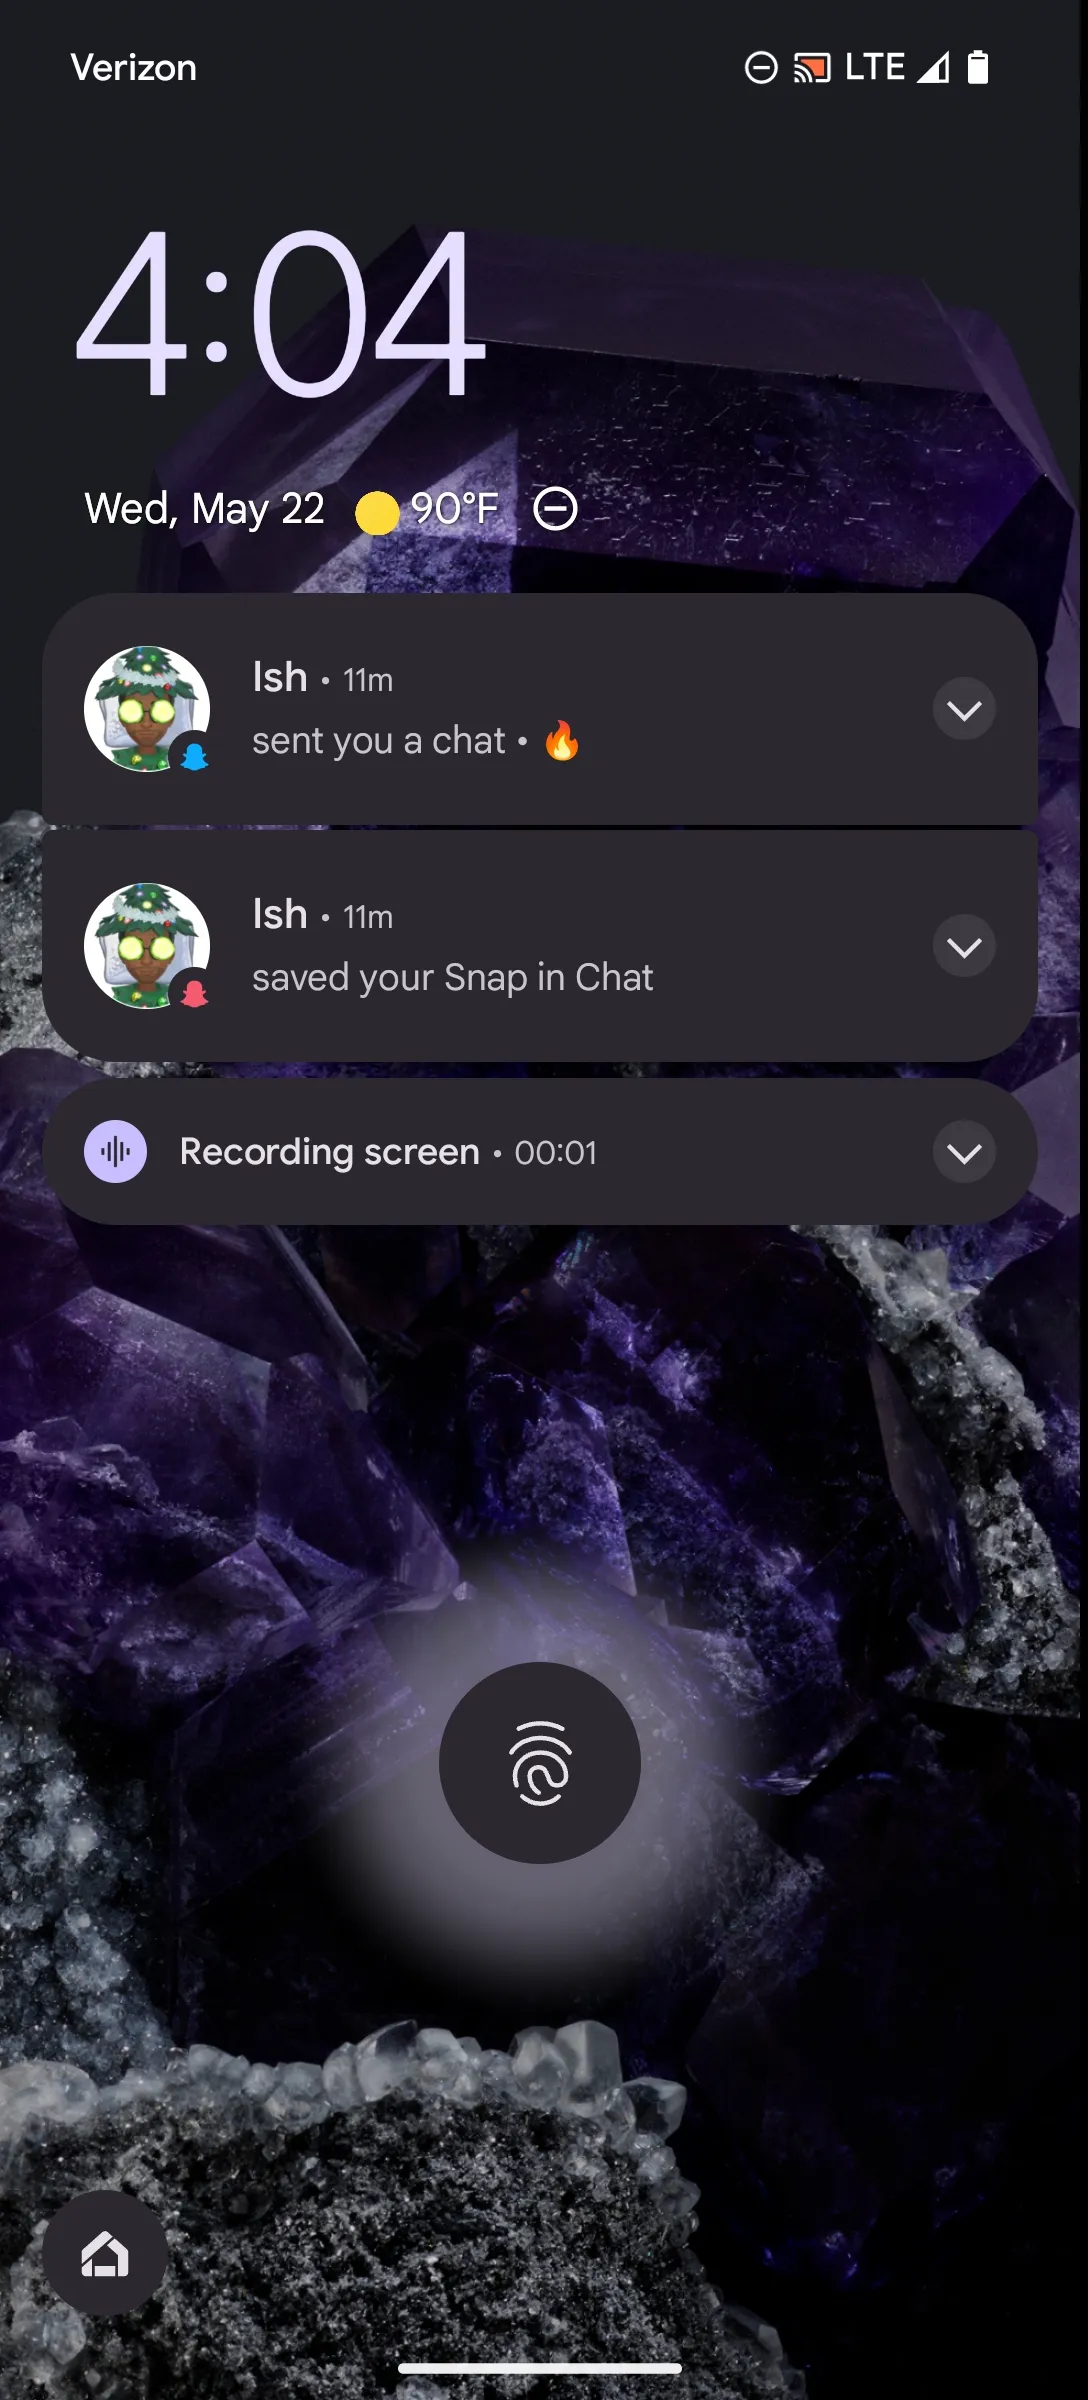 Verizon LTE
4:04
Wed, May 22 90°F
Ish • 11m
sent you a chat • 🔥
Ish • 11m
saved your Snap in Chat
Recording screen • 00:01